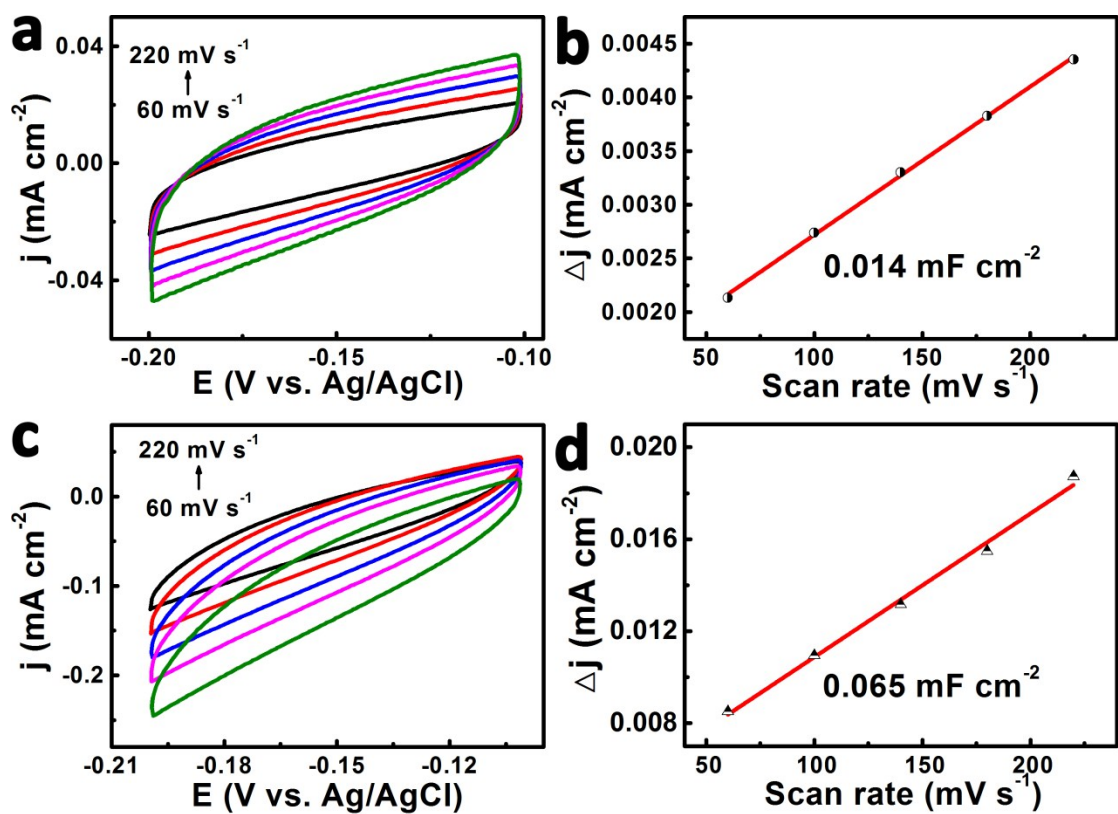 a
220 mV s⁻¹
60 mV s⁻¹
0.04
0.00
-0.04
j (mA cm⁻²)
-0.20
-0.15
-0.10
E (V vs. Ag/AgCl)
b
0.0045
0.0040
0.0035
0.0030
0.0025
0.0020
△j (mA cm⁻²)
0.014 mF cm⁻²
50
100
150
200
Scan rate (mV s⁻¹)
c
220 mV s⁻¹
60 mV s⁻¹
0.0
-0.1
-0.2
j (mA cm⁻²)
-0.21
-0.18
-0.15
-0.12
E (V vs. Ag/AgCl)
d
0.020
0.016
0.012
0.008
△j (mA cm⁻²)
0.065 mF cm⁻²
50
100
150
200
Scan rate (mV s⁻¹)